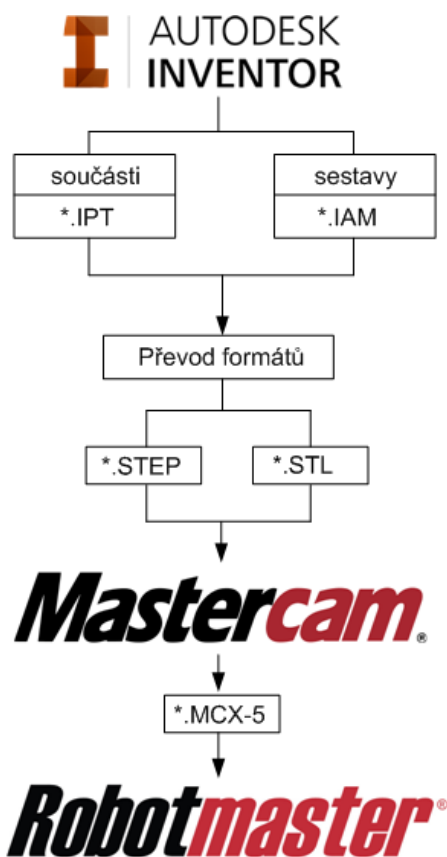 AUTODESK
INVENTOR
součásti
sestavy
*.IPT
*.IAM
Převod formátů
*.STEP
*.STL
Mastercam®
*.MCX-5
Robotmaster®